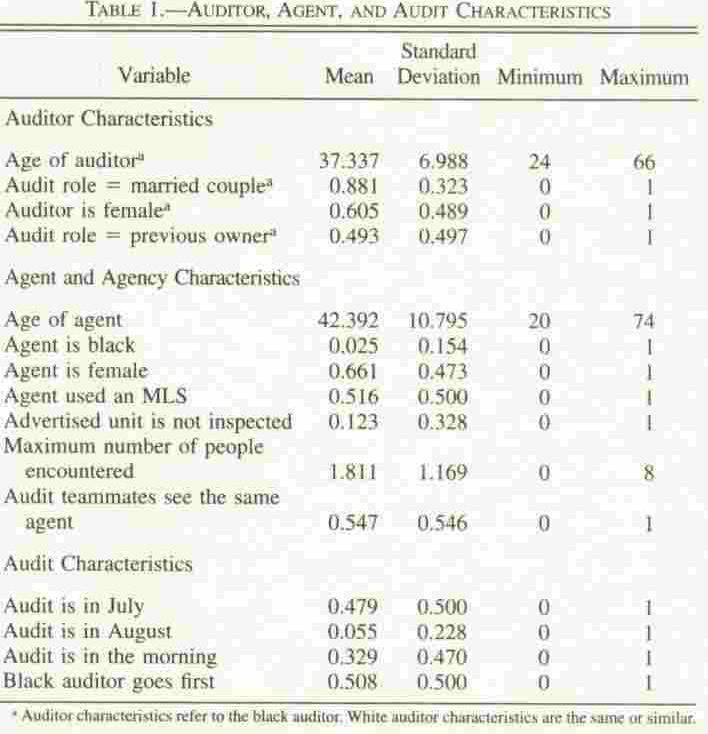 TABLE 1.—AUDITOR, AGENT, AND AUDIT CHARACTERISTICS
Standard
Variable Mean Deviation Minimum Maximum
Auditor Characteristics
Age of auditorᵃ 37.337 6.988 24 66
Audit role = married coupleᵃ 0.881 0.323 0 1
Auditor is femaleᵃ 0.605 0.489 0 1
Audit role = previous ownerᵃ 0.493 0.497 0 1
Agent and Agency Characteristics
Age of agent 42.392 10.795 20 74
Agent is black 0.025 0.154 0 1
Agent is female 0.661 0.473 0 1
Agent used an MLS 0.516 0.500 0 1
Advertised unit is not inspected 0.123 0.328 0 1
Maximum number of people
encountered 1.811 1.169 0 8
Audit teammates see the same
agent 0.547 0.546 0 1
Audit Characteristics
Audit is in July 0.479 0.500 0 1
Audit is in August 0.055 0.228 0 1
Audit is in the morning 0.329 0.470 0 1
Black auditor goes first 0.508 0.500 0 1
ᵃ Auditor characteristics refer to the black auditor. White auditor characteristics are the same or similar.